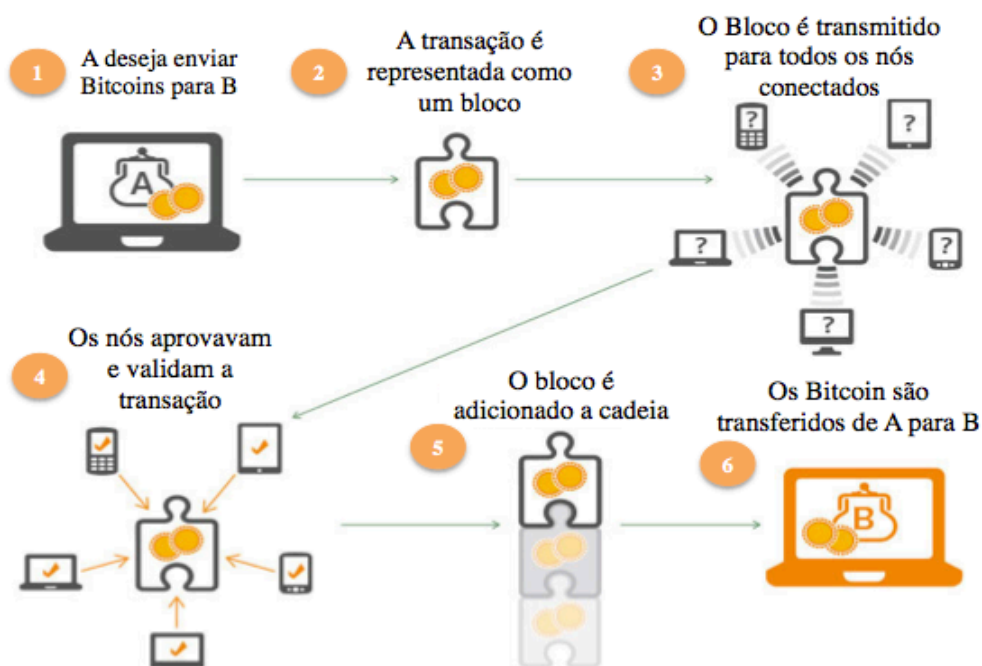 1
A deseja enviar
Bitcoins para B
A
2
A transação é
representada como
um bloco
3
O Bloco é transmitido
para todos os nós
conectados
?
?
?
?
?
4
Os nós aprovavam
e validam a
transação
5
O bloco é
adicionado a cadeia
6
Os Bitcoin são
transferidos de A para B
B